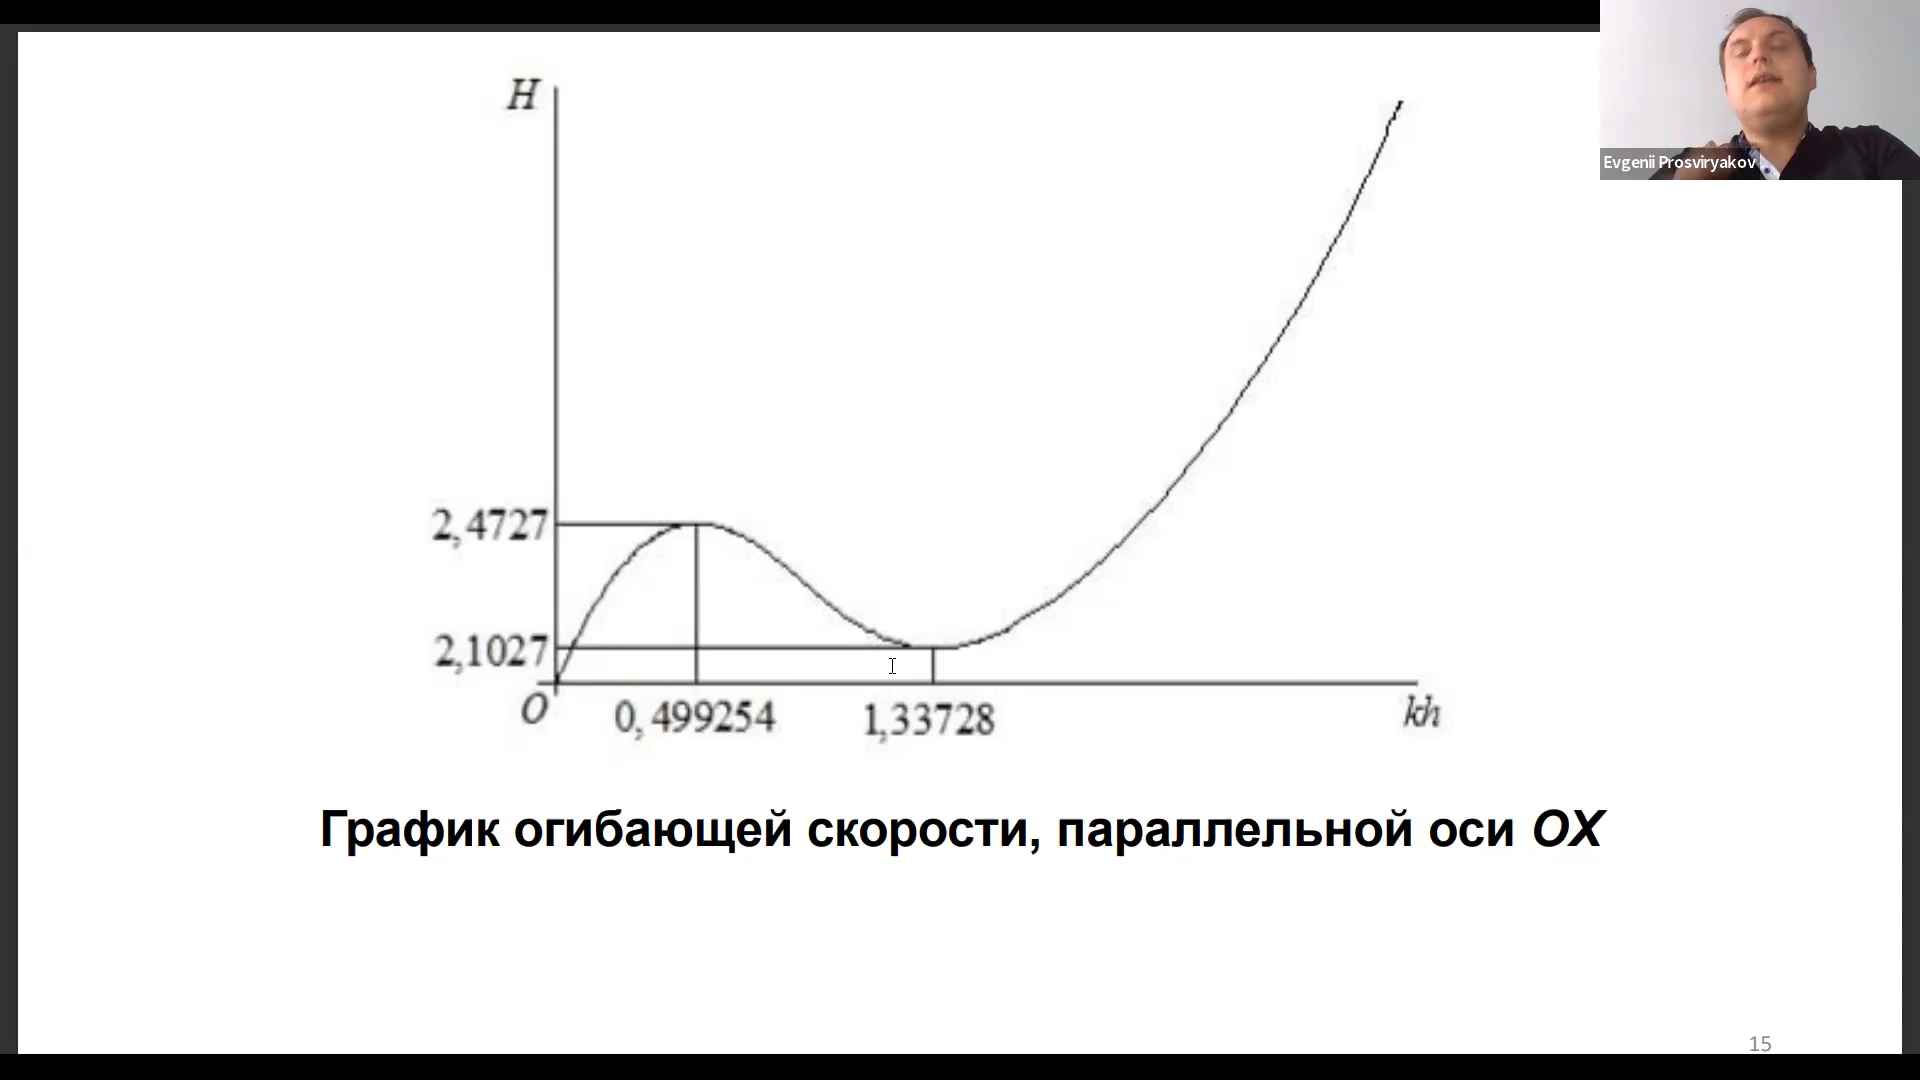 H
Evgenii Prosviryakov
2,4727
2,1027
O
0,499254
1,33728
kh
График огибающей скорости, параллельной оси OX
15